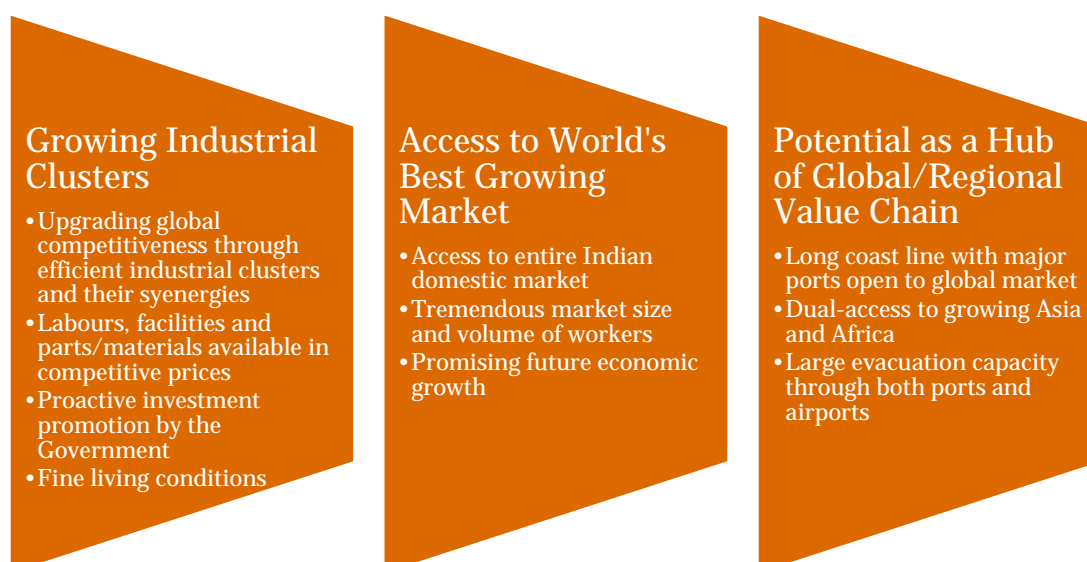 Growing Industrial
Clusters
•Upgrading global
competitiveness through
efficient industrial clusters
and their syenergies
•Labours, facilities and
parts/materials available in
competitive prices
•Proactive investment
promotion by the
Government
•Fine living conditions
Access to World's
Best Growing
Market
•Access to entire Indian
domestic market
•Tremendous market size
and volume of workers
•Promising future economic
growth
Potential as a Hub
of Global/Regional
Value Chain
•Long coast line with major
ports open to global market
•Dual-access to growing Asia
and Africa
•Large evacuation capacity
through both ports and
airports